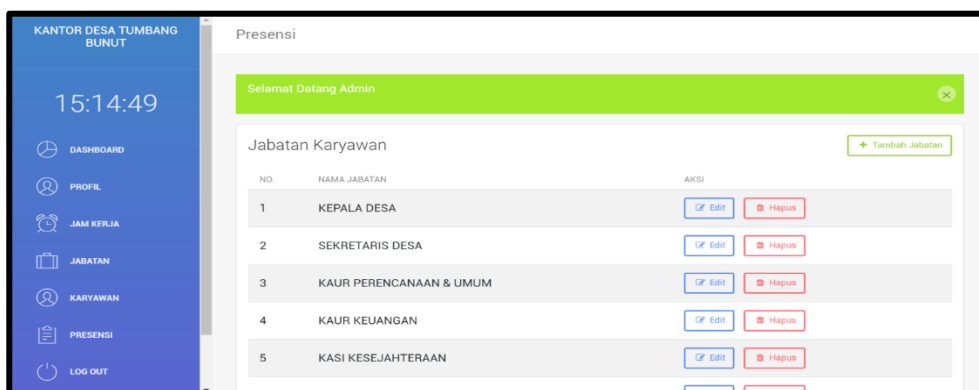 KANTOR DESA TUMBANG
BUNUT
15:14:49
DASHBOARD
PROFIL
JAM KERJA
JABATAN
KARYAWAN
PRESENSI
LOG OUT
Presensi
Selamat Datang Admin
Jabatan Karyawan
+ Tambah Jabatan
NO. NAMA JABATAN AKSI
1 KEPALA DESA Edit Hapus
2 SEKRETARIS DESA Edit Hapus
3 KAUR PERENCANAAN & UMUM Edit Hapus
4 KAUR KEUANGAN Edit Hapus
5 KASI KESEJAHTERAAN Edit Hapus